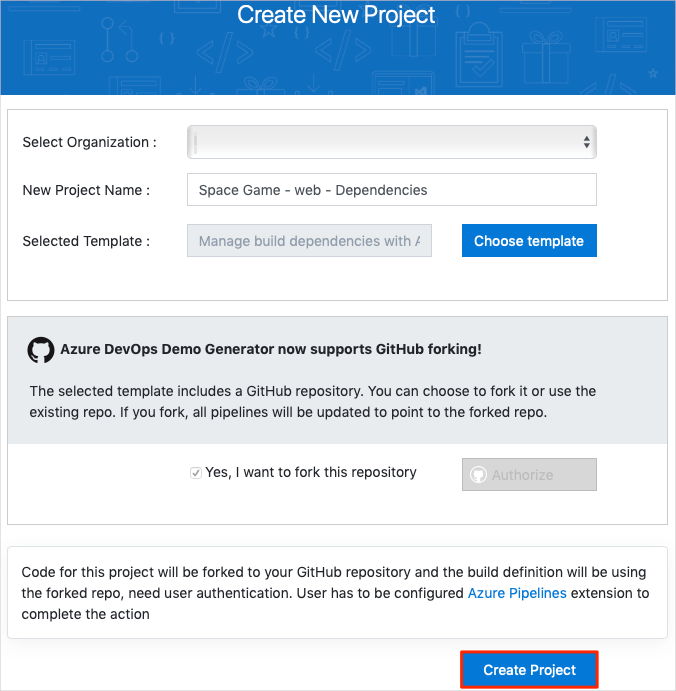 Create New Project
Select Organization :
New Project Name :
Space Game - web - Dependencies
Selected Template :
Manage build dependencies with
Choose template
Azure DevOps Demo Generator now supports GitHub forking!
The selected template includes a GitHub repository. You can choose to fork it or use the
existing repo. If you fork, all pipelines will be updated to point to the forked repo.
Yes, I want to fork this repository
Authorize
Code for this project will be forked to your GitHub repository and the build definition will be using
the forked repo, need user authentication. User has to be configured Azure Pipelines extension to
complete the action
Create Project